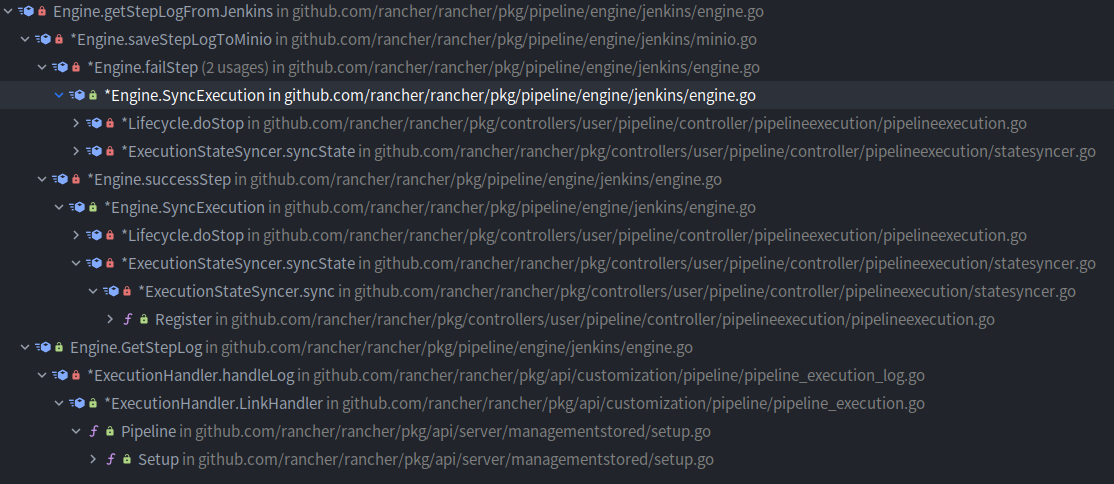 Engine.getStepLogFromJenkins in github.com/rancher/rancher/pkg/pipeline/engine/jenkins/engine.go
*Engine.saveStepLogToMinio in github.com/rancher/rancher/pkg/pipeline/engine/jenkins/minio.go
*Engine.failStep (2 usages) in github.com/rancher/rancher/pkg/pipeline/engine/jenkins/engine.go
*Engine.SyncExecution in github.com/rancher/rancher/pkg/pipeline/engine/jenkins/engine.go
*Lifecycle.doStop in github.com/rancher/rancher/pkg/controllers/user/pipeline/controller/pipelineexecution/pipelineexecution.go
*ExecutionStateSyncer.syncState in github.com/rancher/rancher/pkg/controllers/user/pipeline/controller/pipelineexecution/statesyncer.go
*Engine.successStep in github.com/rancher/rancher/pkg/pipeline/engine/jenkins/engine.go
*Engine.SyncExecution in github.com/rancher/rancher/pkg/pipeline/engine/jenkins/engine.go
*Lifecycle.doStop in github.com/rancher/rancher/pkg/controllers/user/pipeline/controller/pipelineexecution/pipelineexecution.go
*ExecutionStateSyncer.syncState in github.com/rancher/rancher/pkg/controllers/user/pipeline/controller/pipelineexecution/statesyncer.go
*ExecutionStateSyncer.sync in github.com/rancher/rancher/pkg/controllers/user/pipeline/controller/pipelineexecution/statesyncer.go
f Register in github.com/rancher/rancher/pkg/controllers/user/pipeline/controller/pipelineexecution/pipelineexecution.go
Engine.GetStepLog in github.com/rancher/rancher/pkg/pipeline/engine/jenkins/engine.go
*ExecutionHandler.handleLog in github.com/rancher/rancher/pkg/api/customization/pipeline/pipeline_execution_log.go
*ExecutionHandler.LinkHandler in github.com/rancher/rancher/pkg/api/customization/pipeline/pipeline_execution.go
f Pipeline in github.com/rancher/rancher/pkg/api/server/managementstored/setup.go
f Setup in github.com/rancher/rancher/pkg/api/server/managementstored/setup.go